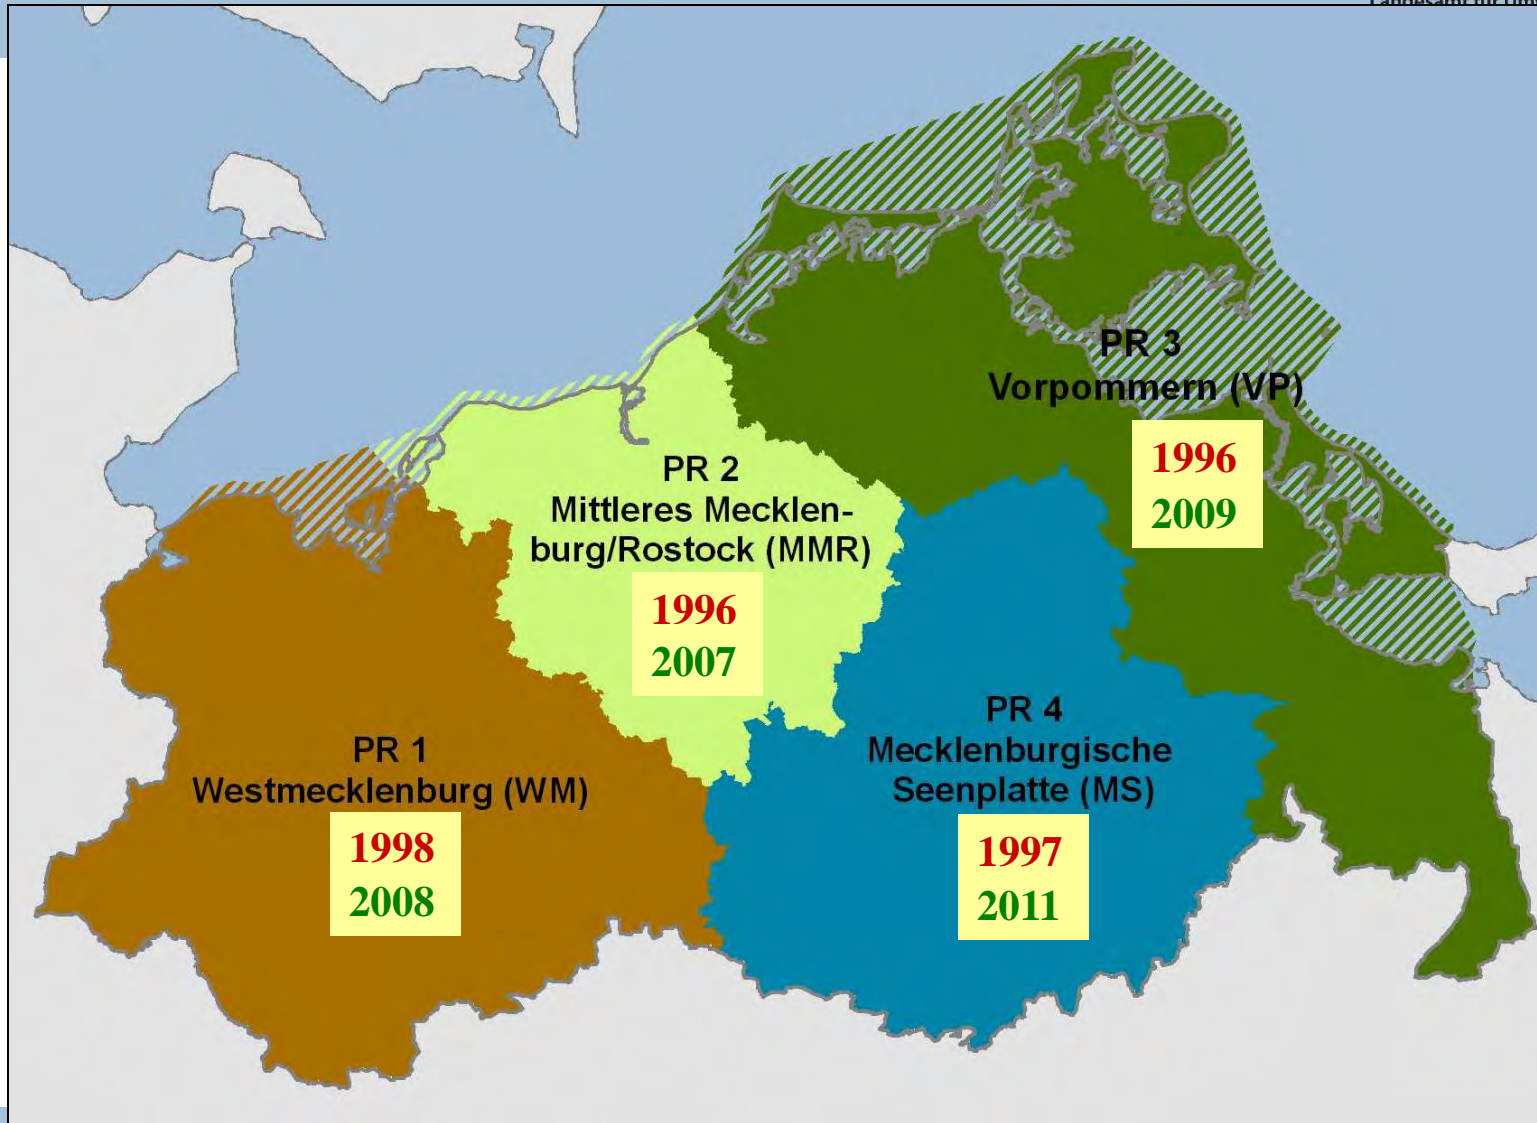 PR 3
Vorpommern (VP)
1996
2009
PR 2
Mittleres Mecklen-
burg/Rostock (MMR)
1996
2007
PR 1
Westmecklenburg (WM)
1998
2008
PR 4
Mecklenburgische
Seenplatte (MS)
1997
2011